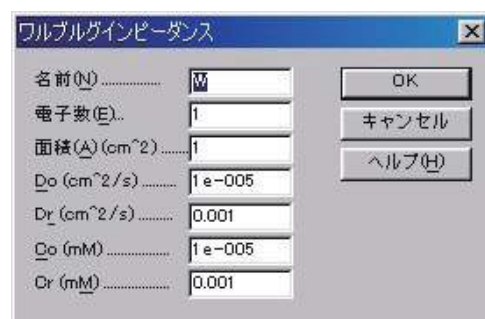 ワルブルグインピーダンス
名前(N) ............... W
電子数(E).. 1
面積(A)(cm^2) ..... 1
Do (cm^2/s) ......... 1e-005
Dr (cm^2/s) ......... 0.001
Co (mM) ................ 1e-005
Cr (mM) ................ 0.001
OK
キャンセル
ヘルプ(H)